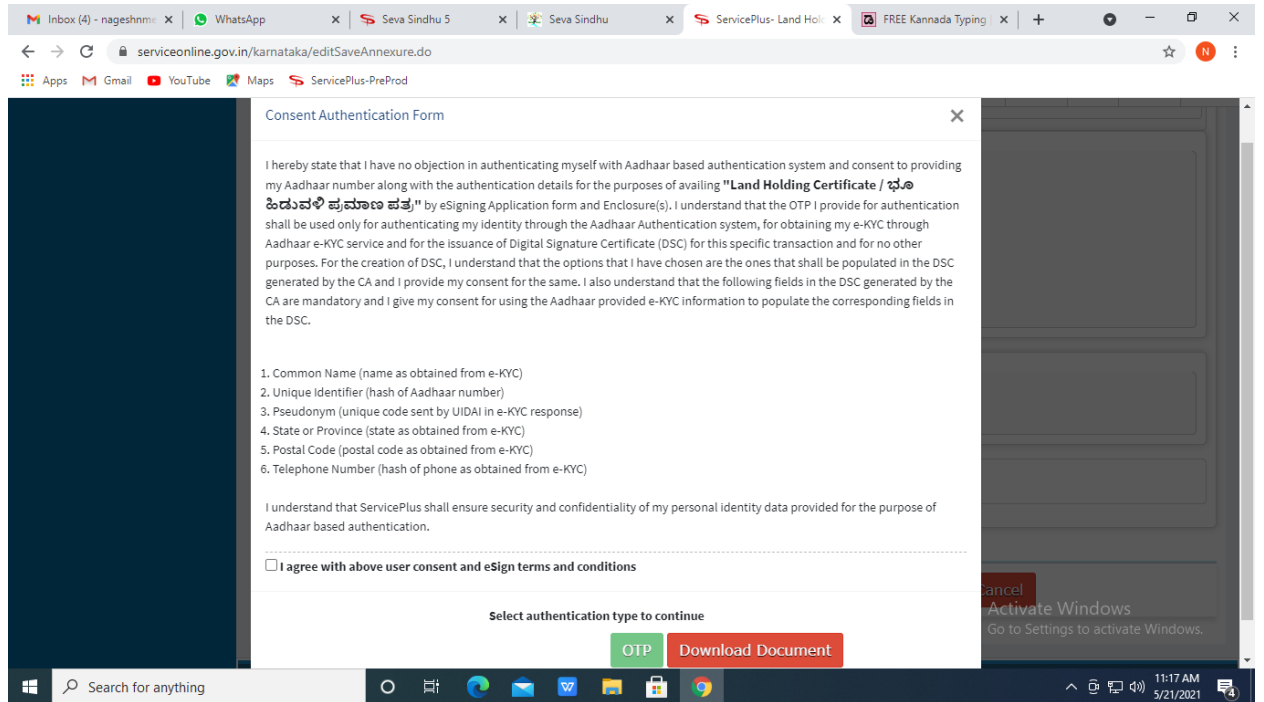 Inbox (4) - nageshnme
WhatsApp
Seva Sindhu 5
Seva Sindhu
ServicePlus- Land Hold
FREE Kannada Typing
serviceonline.gov.in/karnataka/editSaveAnnexure.do
N
Apps
Gmail
YouTube
Maps
ServicePlus-PreProd
Consent Authentication Form
I hereby state that I have no objection in authenticating myself with Aadhaar based authentication system and consent to providing
my Aadhaar number along with the authentication details for the purposes of availing "Land Holding Certificate / ಭೂ
ಹಿಡುವಳಿ ಪ್ರಮಾಣ ಪತ್ರ" by eSigning Application form and Enclosure(s). I understand that the OTP I provide for authentication
shall be used only for authenticating my identity through the Aadhaar Authentication system, for obtaining my e-KYC through
Aadhaar e-KYC service and for the issuance of Digital Signature Certificate (DSC) for this specific transaction and for no other
purposes. For the creation of DSC, I understand that the options that I have chosen are the ones that shall be populated in the DSC
generated by the CA and I provide my consent for the same. I also understand that the following fields in the DSC generated by the
CA are mandatory and I give my consent for using the Aadhaar provided e-KYC information to populate the corresponding fields in
the DSC.
1. Common Name (name as obtained from e-KYC)
2. Unique Identifier (hash of Aadhaar number)
3. Pseudonym (unique code sent by UIDAI in e-KYC response)
4. State or Province (state as obtained from e-KYC)
5. Postal Code (postal code as obtained from e-KYC)
6. Telephone Number (hash of phone as obtained from e-KYC)
I understand that ServicePlus shall ensure security and confidentiality of my personal identity data provided for the purpose of
Aadhaar based authentication.
I agree with above user consent and eSign terms and conditions
Cancel
Select authentication type to continue
Activate Windows
Go to Settings to activate Windows.
OTP
Download Document
Search for anything
11:17 AM
5/21/2021
4